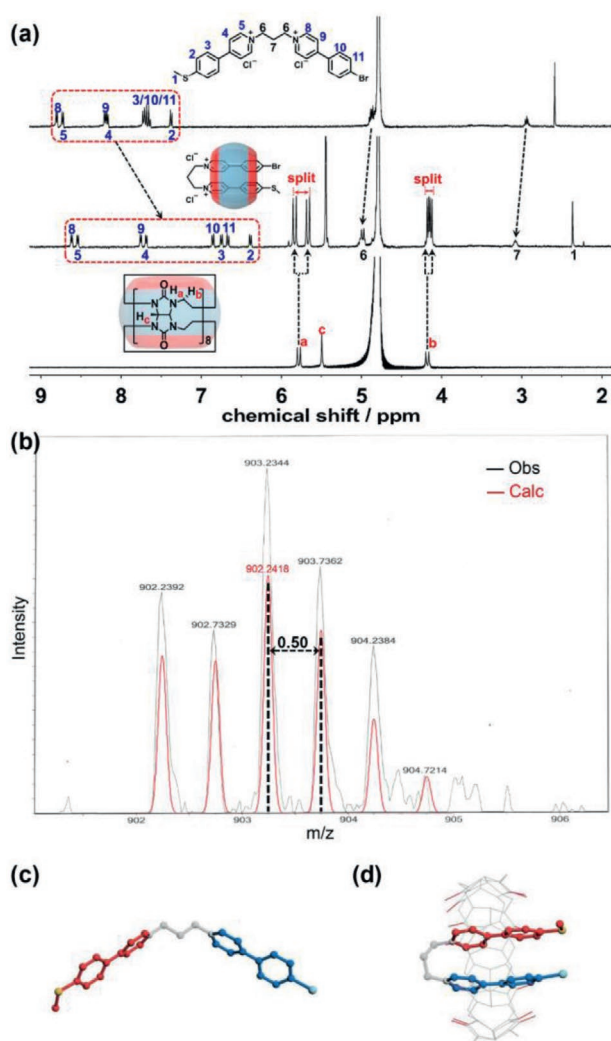 (a)
6 6
5 7 8
4 N+ N+ 9
3 Cl⁻ Cl⁻ 10
2 11
1 S Br
8 9 3/10/11
5 4 2
Cl⁻ N+ Br
N+ S
Cl⁻
split split
8 9 10 11
5 4 3 2 6 7 1
O Ha Hb
N N
Hc
N N
O 8
a c b
9 8 7 6 5 4 3 2
chemical shift / ppm
(b)
903.2344
— Obs
— Calc
902.2418
903.7362
902.2392
902.7329
904.2384
0.50
904.7214
Intensity
902 903 904 905 906
m/z
(c) (d)